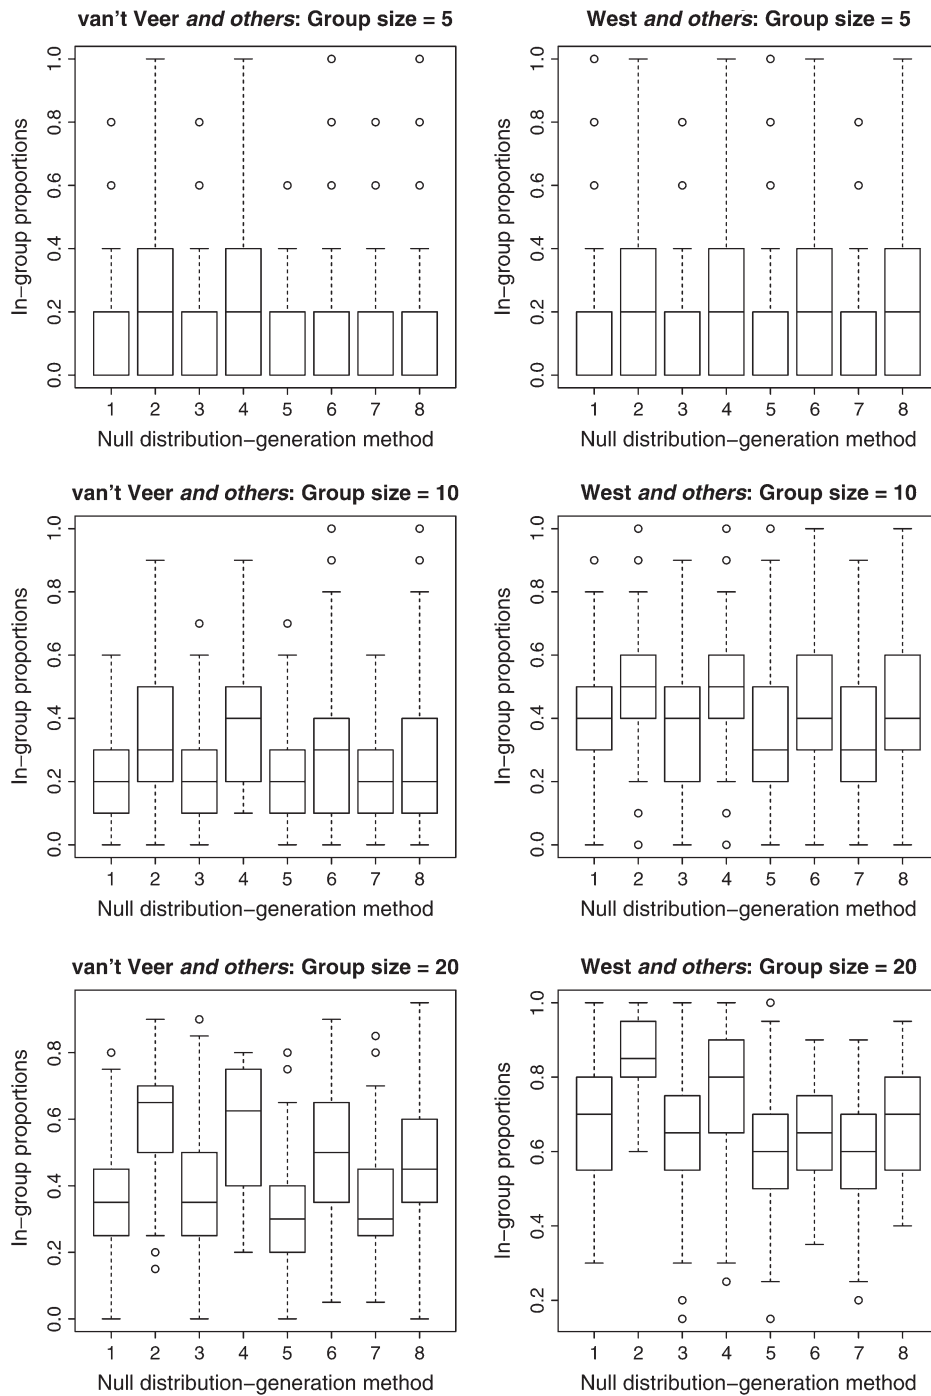 van't Veer and others: Group size = 5
In−group proportions
1.0
0.8
0.6
0.4
0.2
0.0
1 2 3 4 5 6 7 8
Null distribution−generation method
West and others: Group size = 5
In−group proportions
1.0
0.8
0.6
0.4
0.2
0.0
1 2 3 4 5 6 7 8
Null distribution−generation method
van't Veer and others: Group size = 10
In−group proportions
1.0
0.8
0.6
0.4
0.2
0.0
1 2 3 4 5 6 7 8
Null distribution−generation method
West and others: Group size = 10
In−group proportions
1.0
0.8
0.6
0.4
0.2
0.0
1 2 3 4 5 6 7 8
Null distribution−generation method
van't Veer and others: Group size = 20
In−group proportions
0.8
0.6
0.4
0.2
0.0
1 2 3 4 5 6 7 8
Null distribution−generation method
West and others: Group size = 20
In−group proportions
1.0
0.8
0.6
0.4
0.2
1 2 3 4 5 6 7 8
Null distribution−generation method